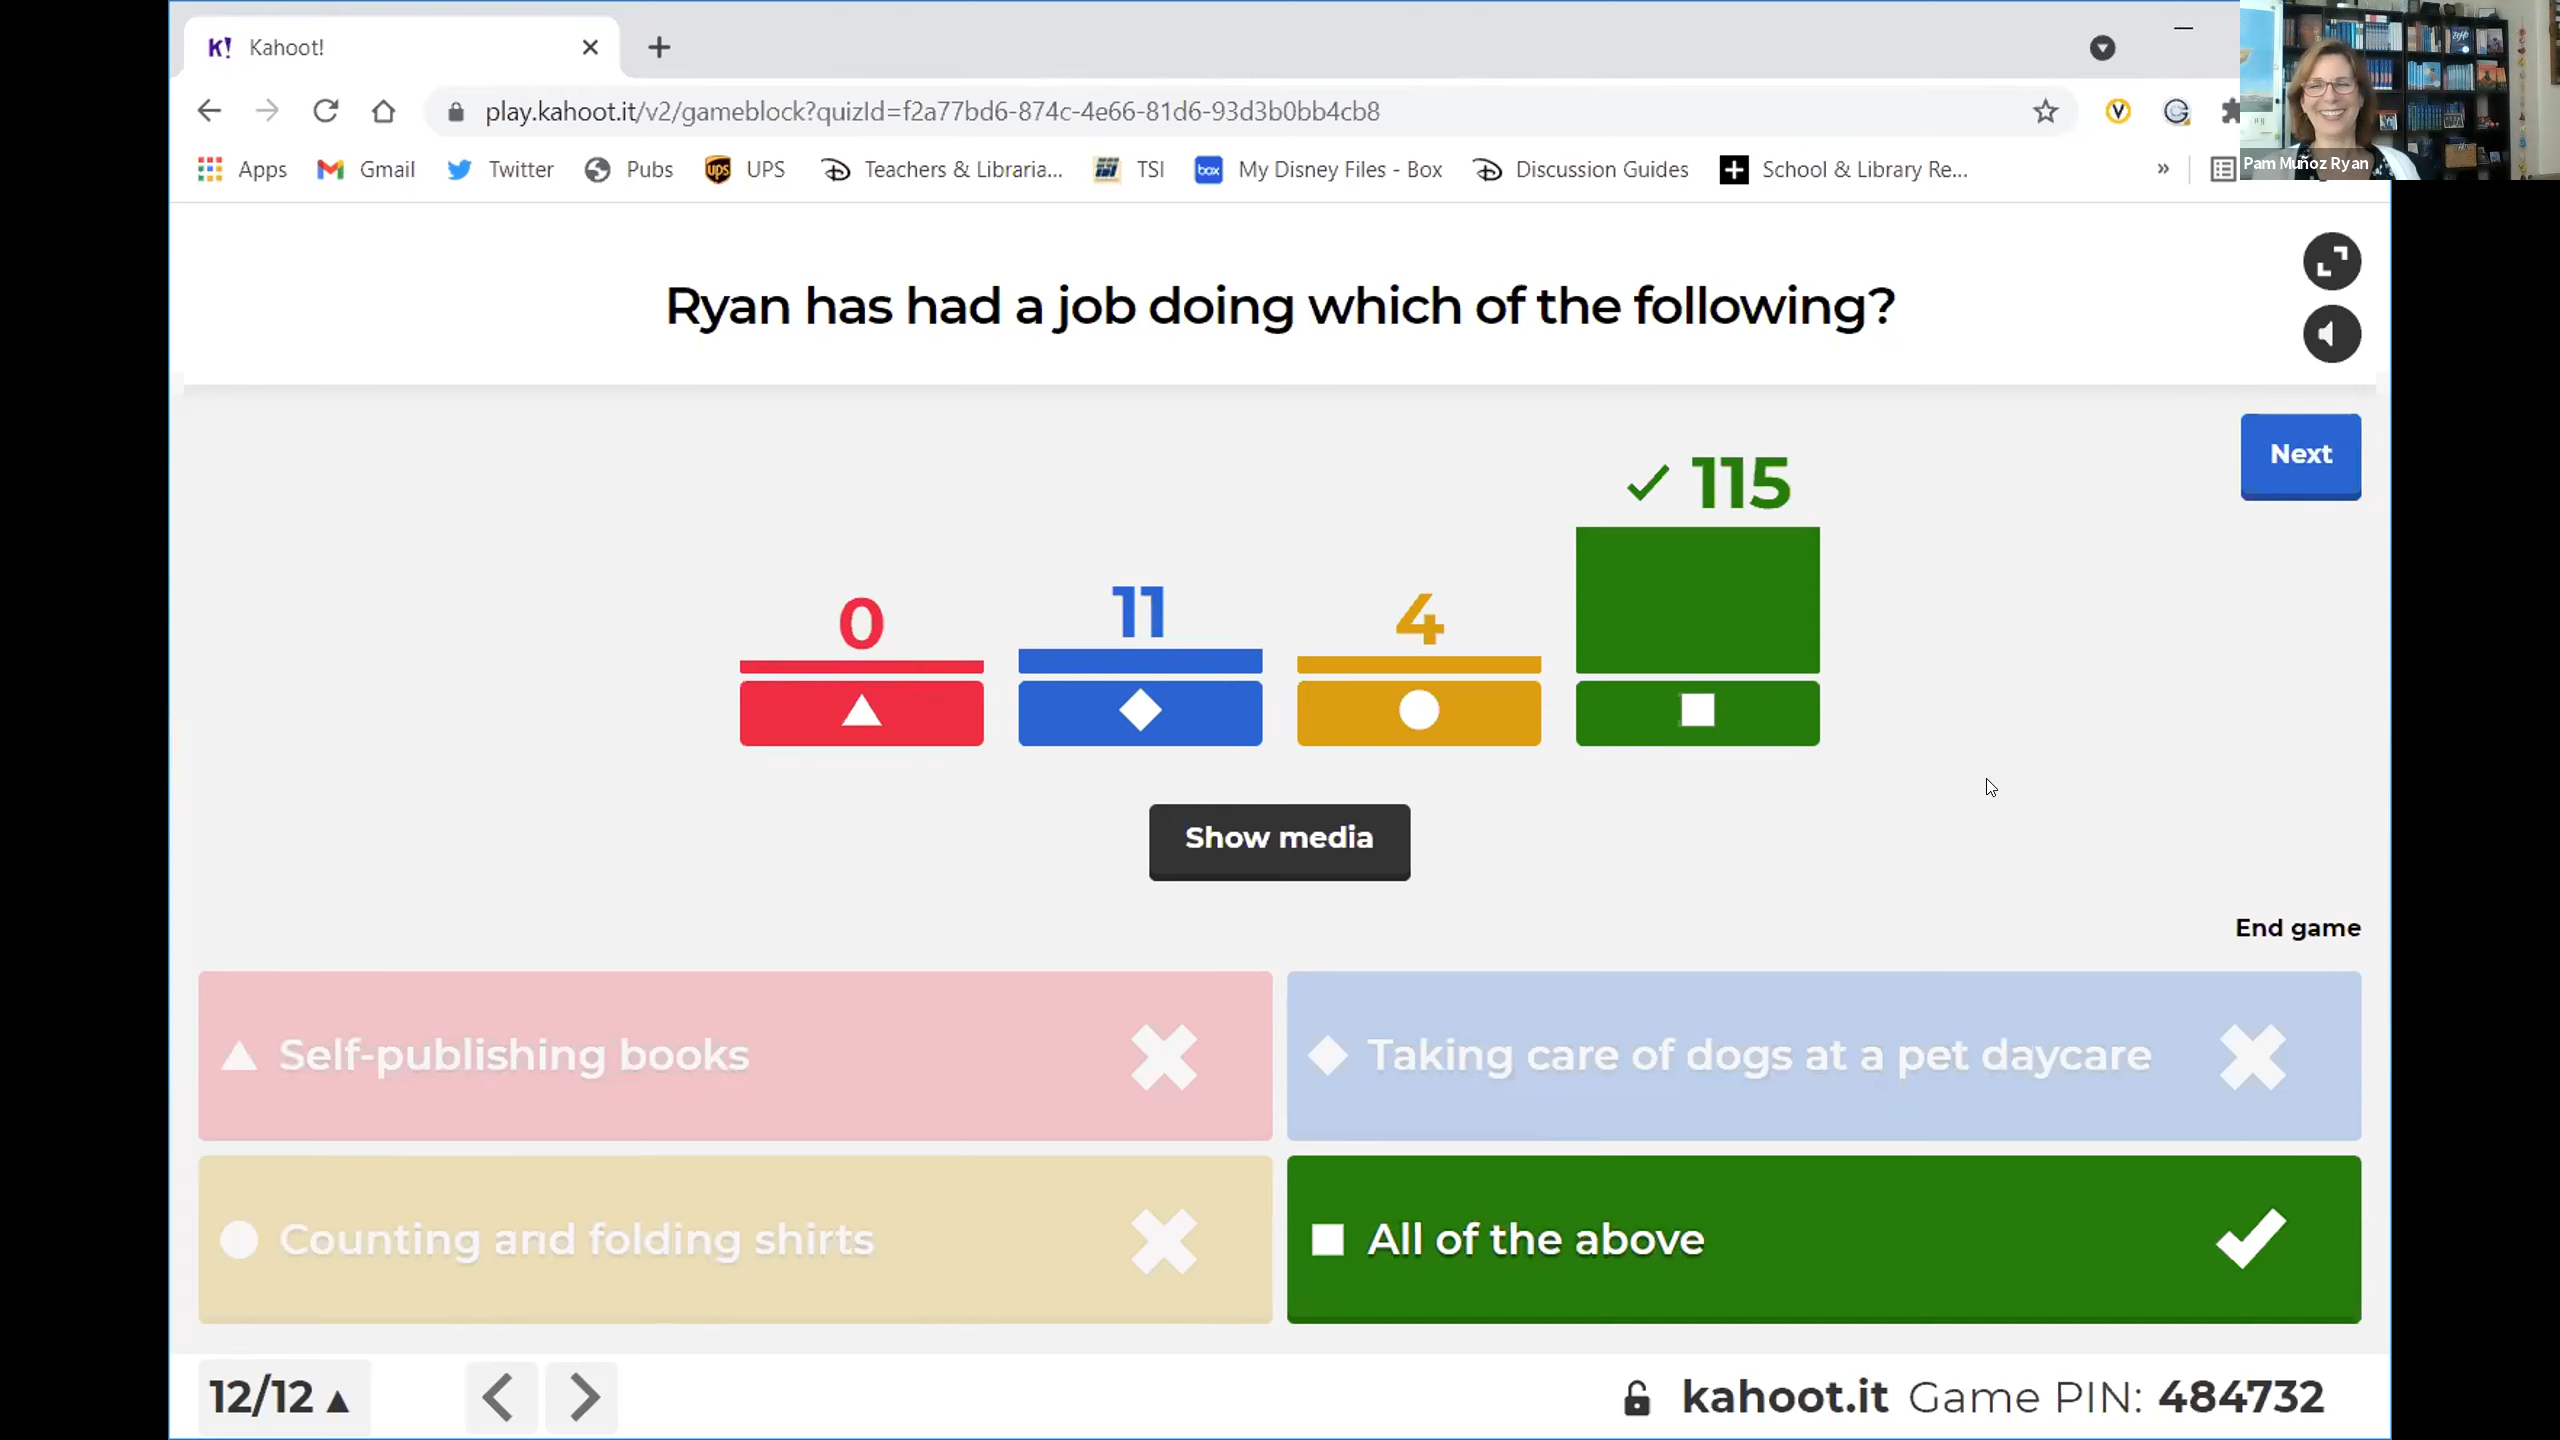 K! Kahoot!
play.kahoot.it/v2/gameblock?quizId=f2a77bd6-874c-4e66-81d6-93d3b0bb4cb8
Apps Gmail Twitter Pubs UPS Teachers & Libraria... TSI box My Disney Files - Box Discussion Guides School & Library Re... »
Pam Muñoz Ryan
Ryan has had a job doing which of the following?
Next
0 11 4 115
Show media
End game
Self-publishing books
Taking care of dogs at a pet daycare
Counting and folding shirts
All of the above
12/12
kahoot.it Game PIN: 484732